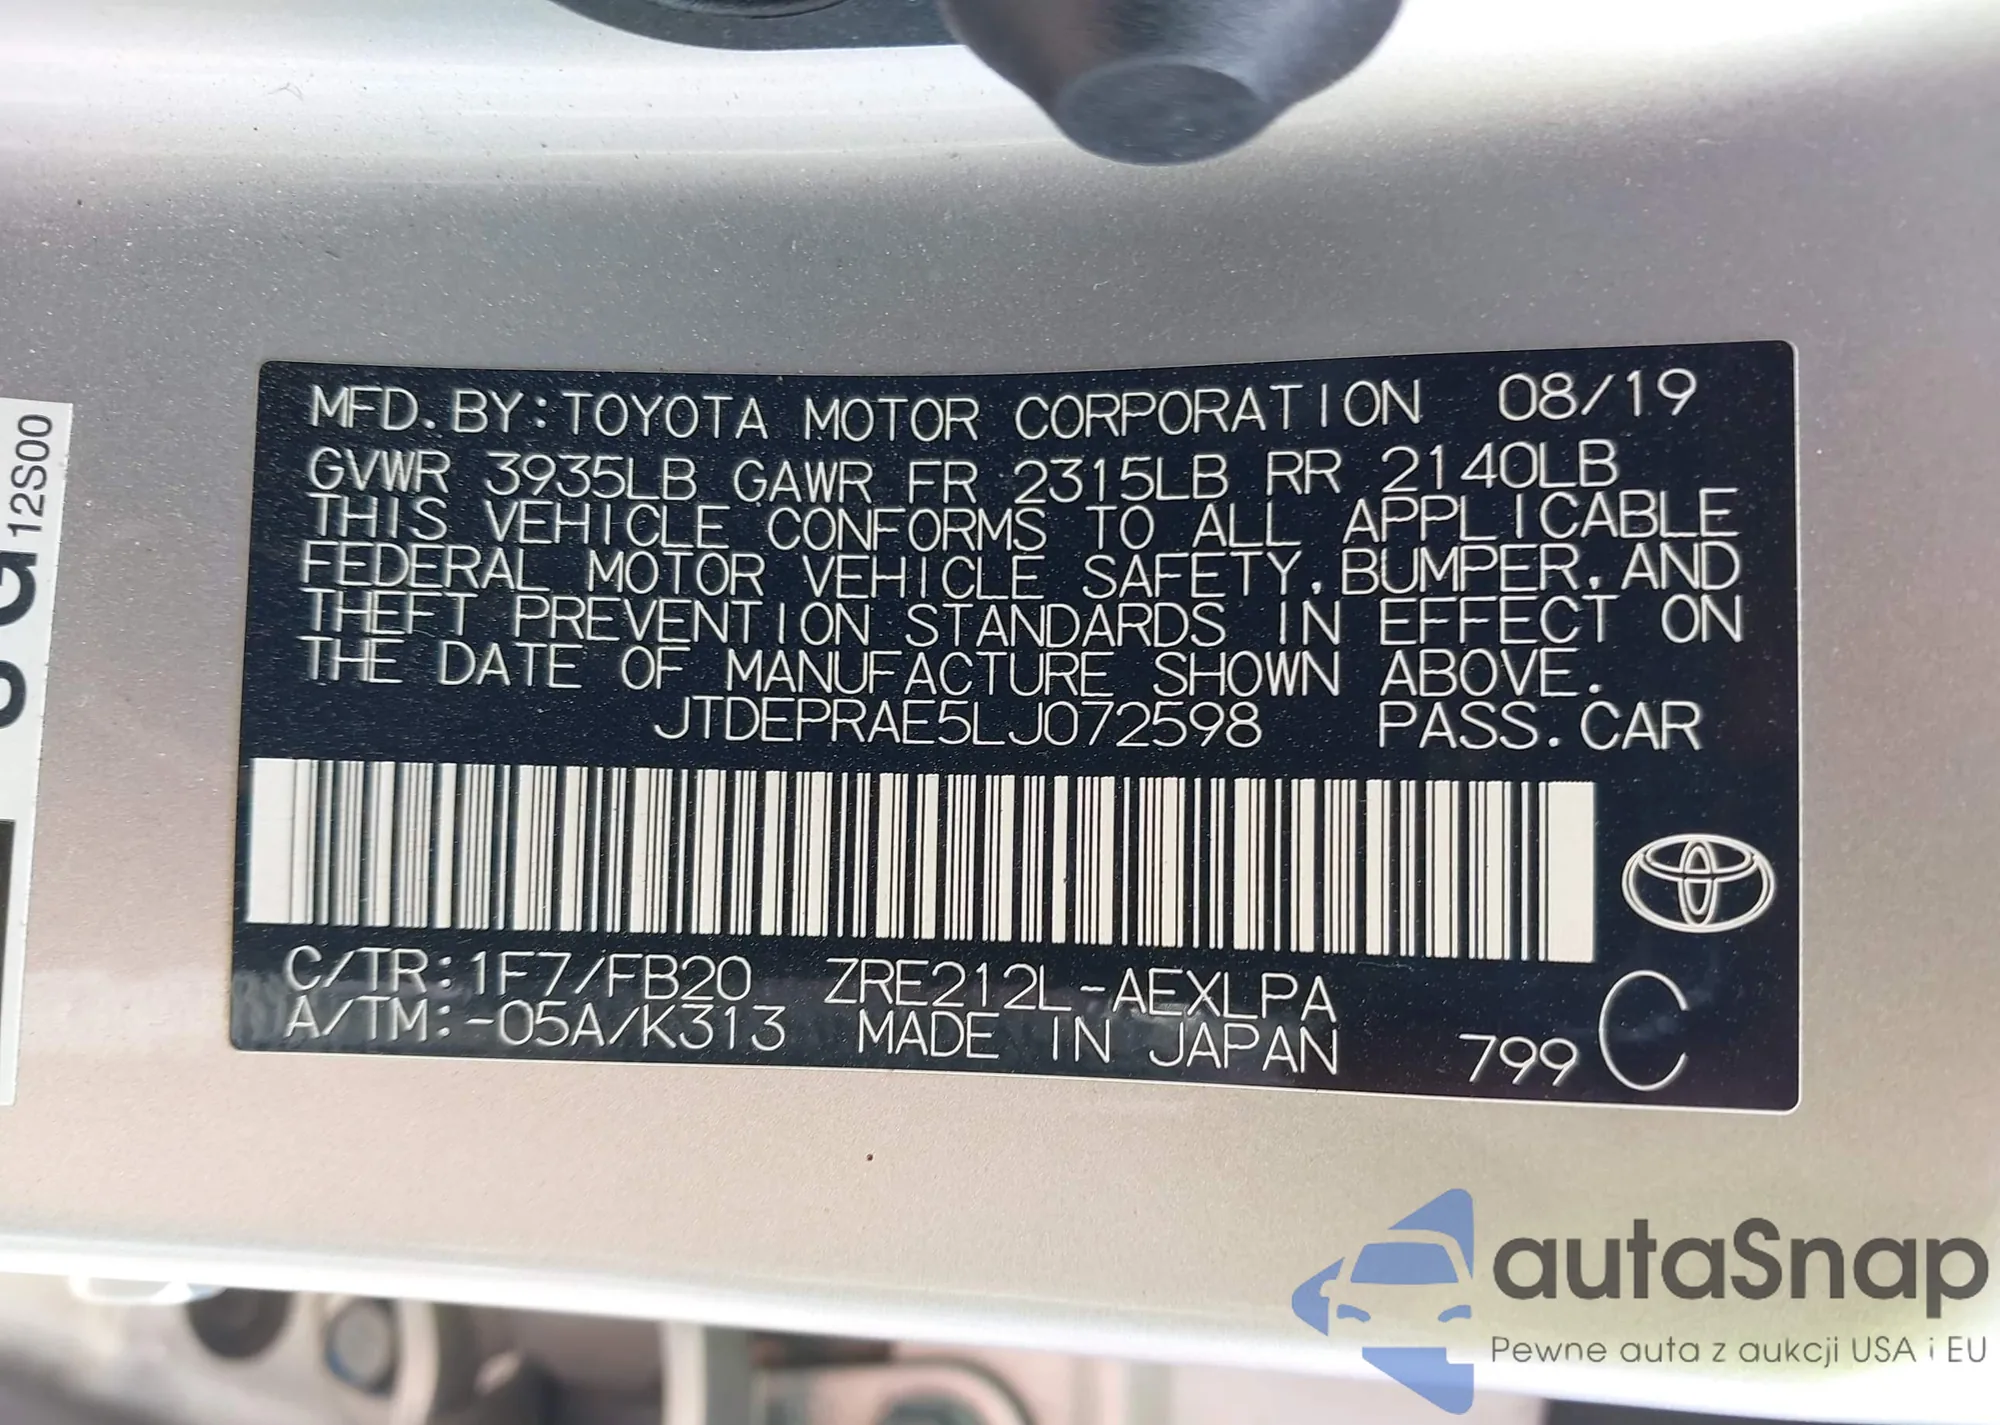 MFD.BY:TOYOTA MOTOR CORPORATION 08/19
GVWR 3935LB GAWR FR 2315LB RR 2140LB
THIS VEHICLE CONFORMS TO ALL APPLICABLE
FEDERAL MOTOR VEHICLE SAFETY,BUMPER,AND
THEFT PREVENTION STANDARDS IN EFFECT ON
THE DATE OF MANUFACTURE SHOWN ABOVE.
JTDEPRAE5LJ072598 PASS.CAR
C/TR:1F7/FB20 ZRE212L-AEXLPA
A/TM:-05A/K313 MADE IN JAPAN 799 C
12S00
autaSnap
Pewne auta z aukcji USA i EU